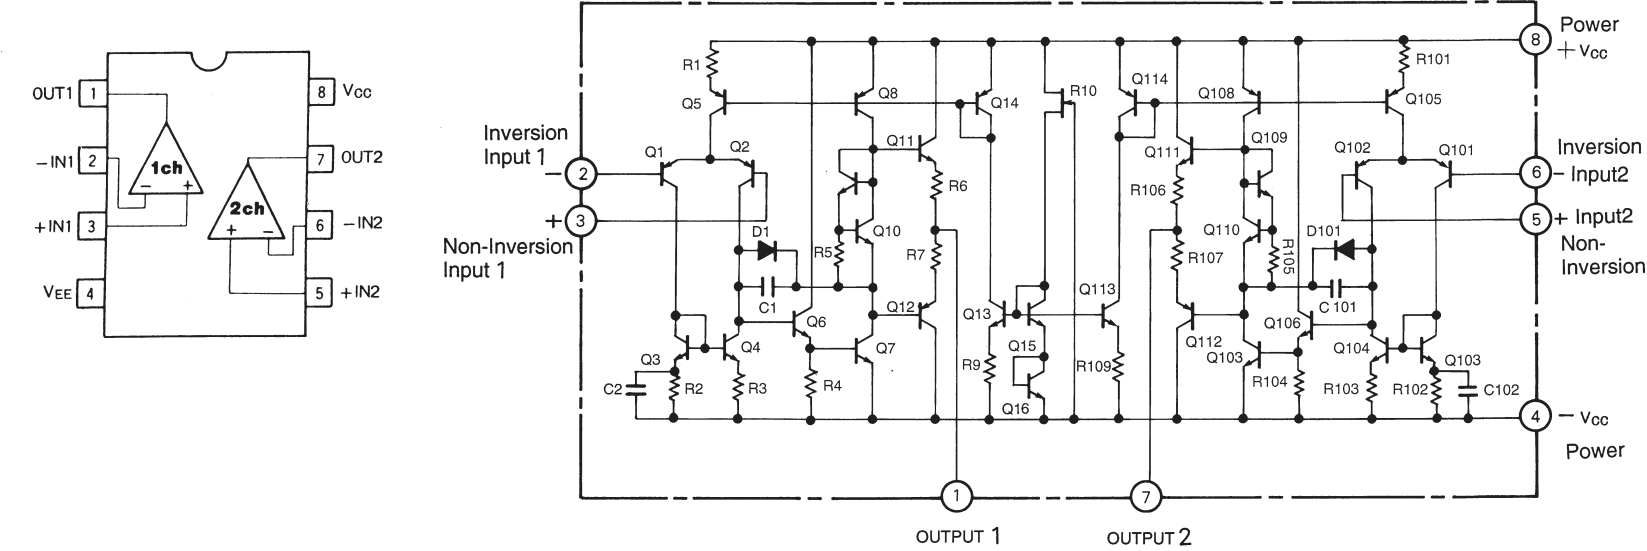 OUT1 1
8 Vcc
-IN1 2
1ch
- +
7 OUT2
+IN1 3
2ch
+ -
6 -IN2
VEE 4
5 +IN2
Inversion
Input 1
- 2
+ 3
Non-Inversion
Input 1
8 Power
+ Vcc
R1
Q5
Q8
Q14
R10
Q114
Q108
R101
Q105
Q1
Q2
Q11
R6
Q111
R106
Q109
Q102
Q101
Inversion
6 - Input2
5 + Input2
Non-
Inversion
D1
R5
Q10
R7
R107
Q110
R105
D101
C1
Q12
Q13
Q113
C101
Q6
Q7
Q15
Q112
Q106
Q103
Q104
Q3
Q4
C2
R2
R3
R4
R9
Q16
R109
R104
R103
R102
Q103
C102
4 - Vcc
Power
1
OUTPUT 1
7
OUTPUT 2